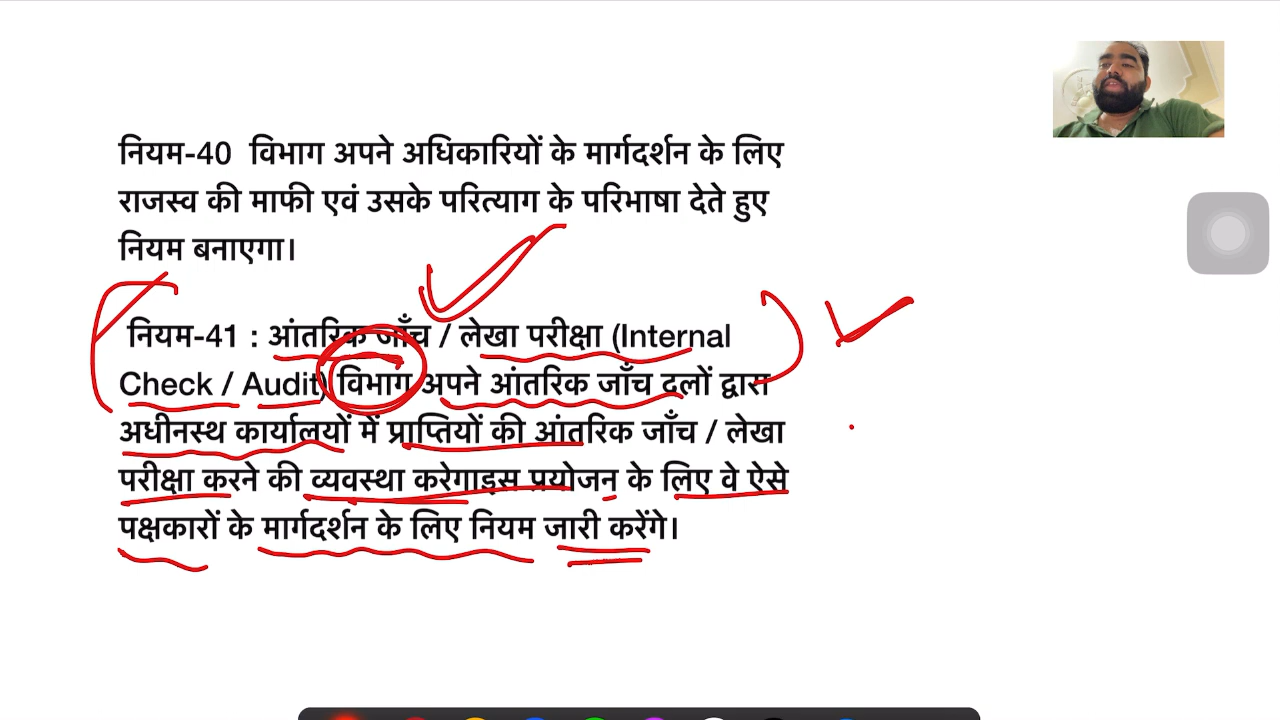 नियम-40 विभाग अपने अधिकारियों के मार्गदर्शन के लिए
राजस्व की माफी एवं उसके परित्याग के परिभाषा देते हुए
नियम बनाएगा।
नियम-41 : आंतरिक जाँच / लेखा परीक्षा (Internal
Check / Audit) विभाग अपने आंतरिक जाँच दलों द्वारा
अधीनस्थ कार्यालयों में प्राप्तियों की आंतरिक जाँच / लेखा
परीक्षा करने की व्यवस्था करेगाइस प्रयोजन के लिए वे ऐसे
पक्षकारों के मार्गदर्शन के लिए नियम जारी करेंगे।